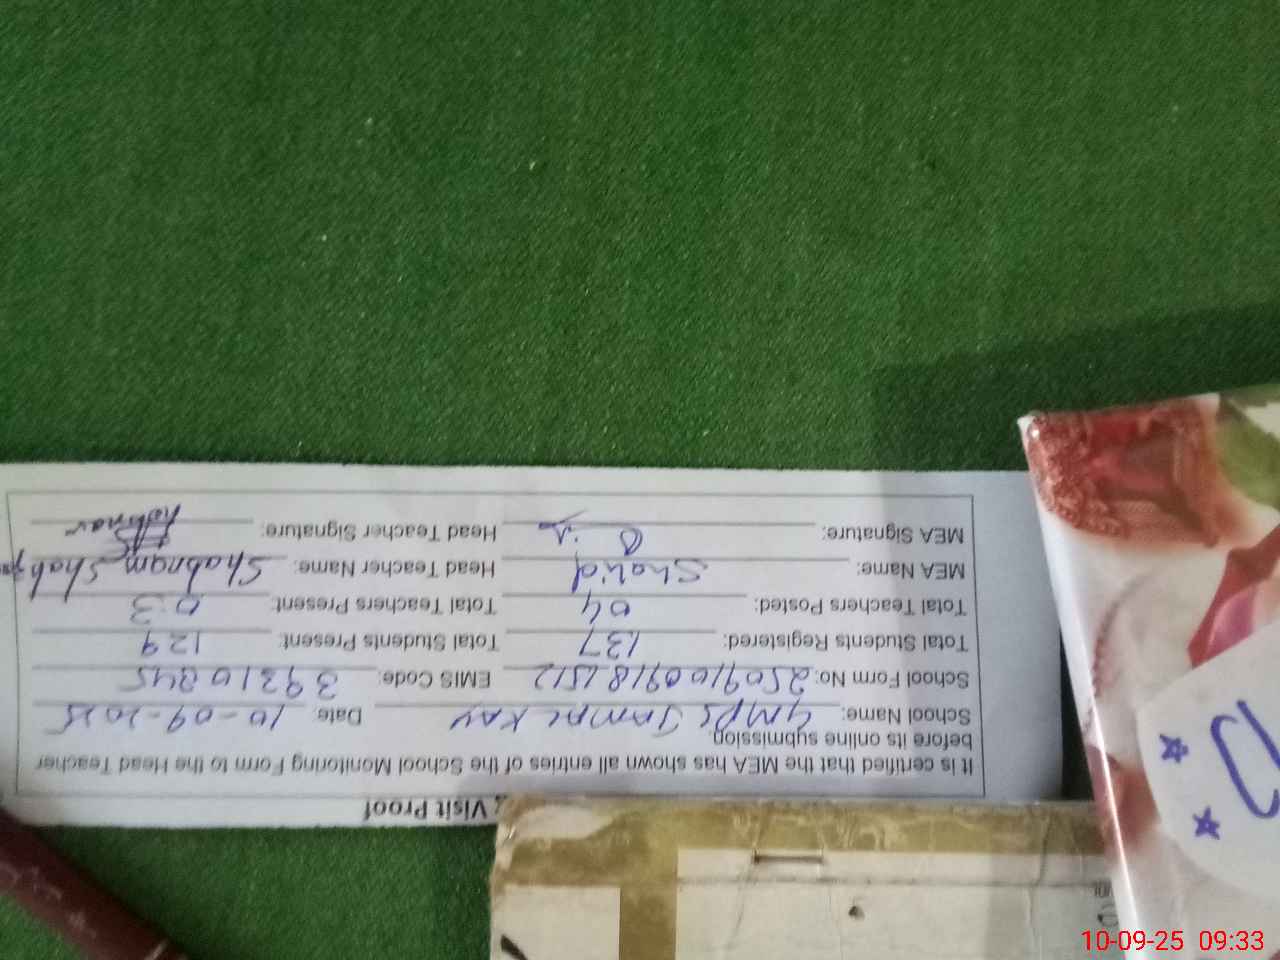 Visit Proof
It is certified that the MEA has shown all entries of the School Monitoring Form to the Head Teacher
before its online submission.
School Name: GMPS Jamal Kay Date: 10-09-2025
School Form No: 25091009181512 EMIS Code: 39310845
Total Students Registered: 137 Total Students Present: 129
Total Teachers Posted: 04 Total Teachers Present: 03
MEA Name: Shahid Head Teacher Name: Shabnam
MEA Signature: Head Teacher Signature:
10-09-25 09:33